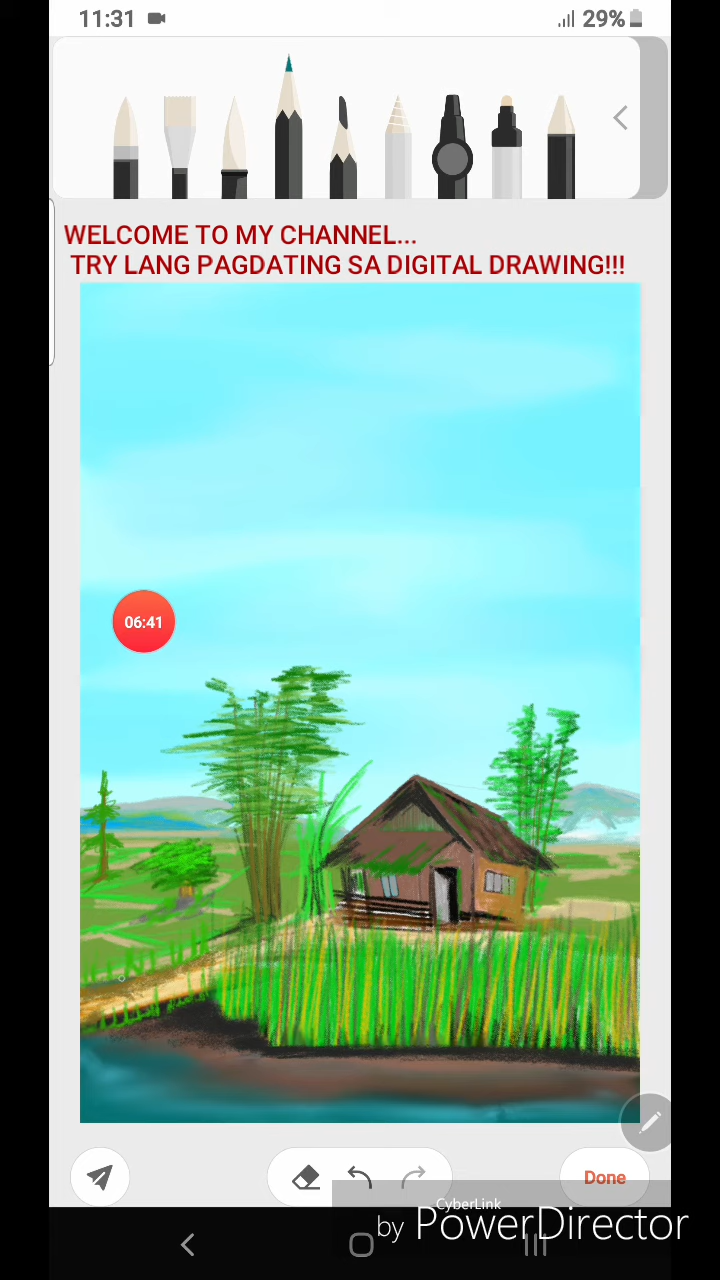 11:31
29%
WELCOME TO MY CHANNEL...
TRY LANG PAGDATING SA DIGITAL DRAWING!!!
06:41
Done
CyberLink
by PowerDirector